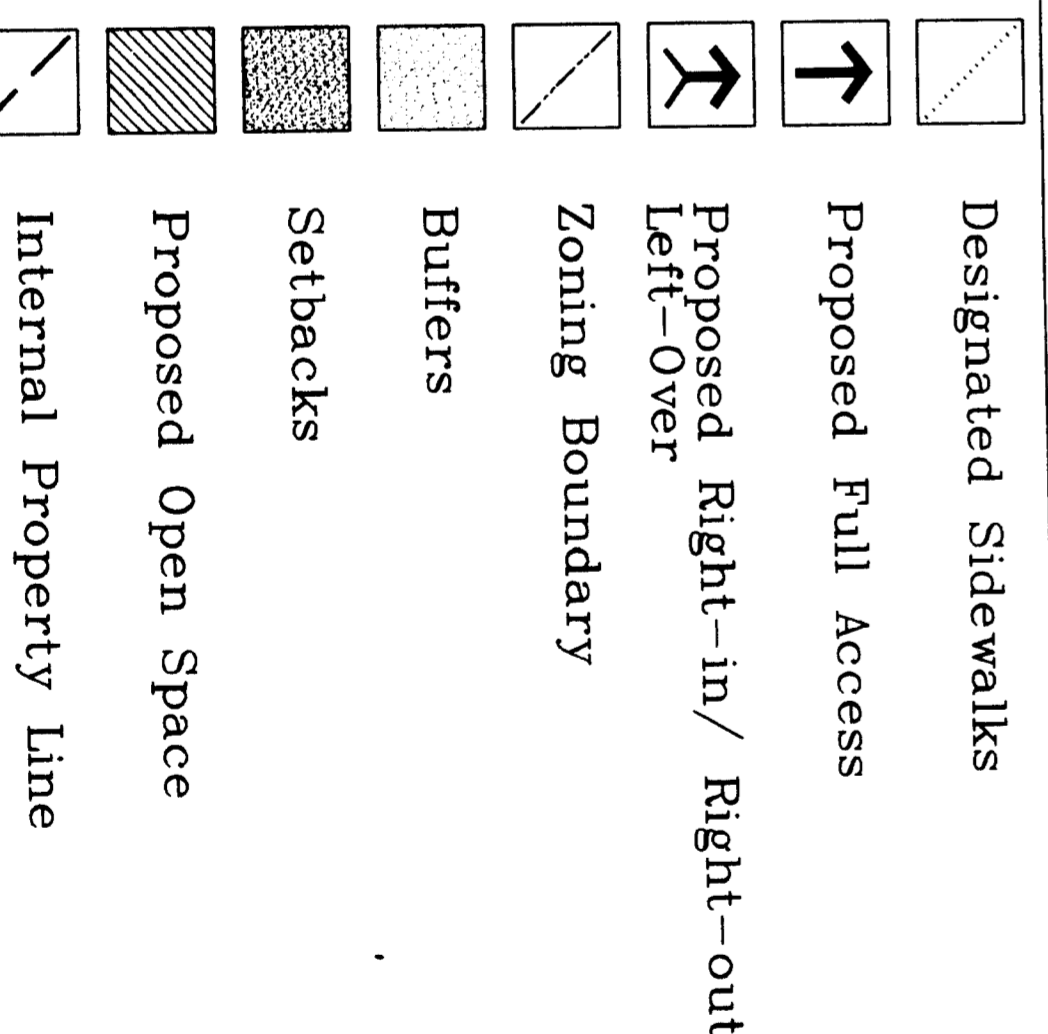 Designated Sidewalks
Proposed Full Access
Proposed Right-in/ Right-out
Left-Over
Zoning Boundary
Buffers
Setbacks
Proposed Open Space
Internal Property Line